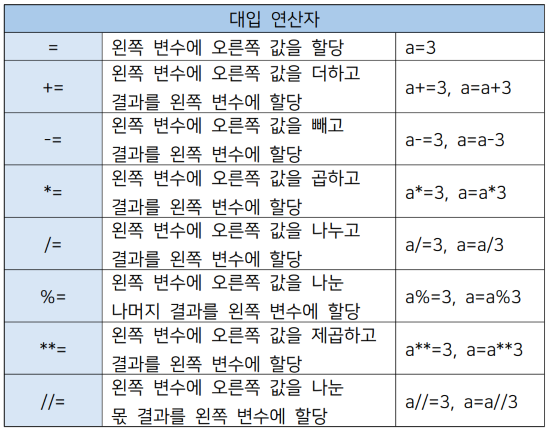 대입 연산자
= 왼쪽 변수에 오른쪽 값을 할당 a=3
+= 왼쪽 변수에 오른쪽 값을 더하고
결과를 왼쪽 변수에 할당 a+=3, a=a+3
-= 왼쪽 변수에 오른쪽 값을 빼고
결과를 왼쪽 변수에 할당 a-=3, a=a-3
*= 왼쪽 변수에 오른쪽 값을 곱하고
결과를 왼쪽 변수에 할당 a*=3, a=a*3
/= 왼쪽 변수에 오른쪽 값을 나누고
결과를 왼쪽 변수에 할당 a/=3, a=a/3
%= 왼쪽 변수에 오른쪽 값을 나눈
나머지 결과를 왼쪽 변수에 할당 a%=3, a=a%3
**= 왼쪽 변수에 오른쪽 값을 제곱하고
결과를 왼쪽 변수에 할당 a**=3, a=a**3
//= 왼쪽 변수에 오른쪽 값을 나눈
몫 결과를 왼쪽 변수에 할당 a//=3, a=a//3